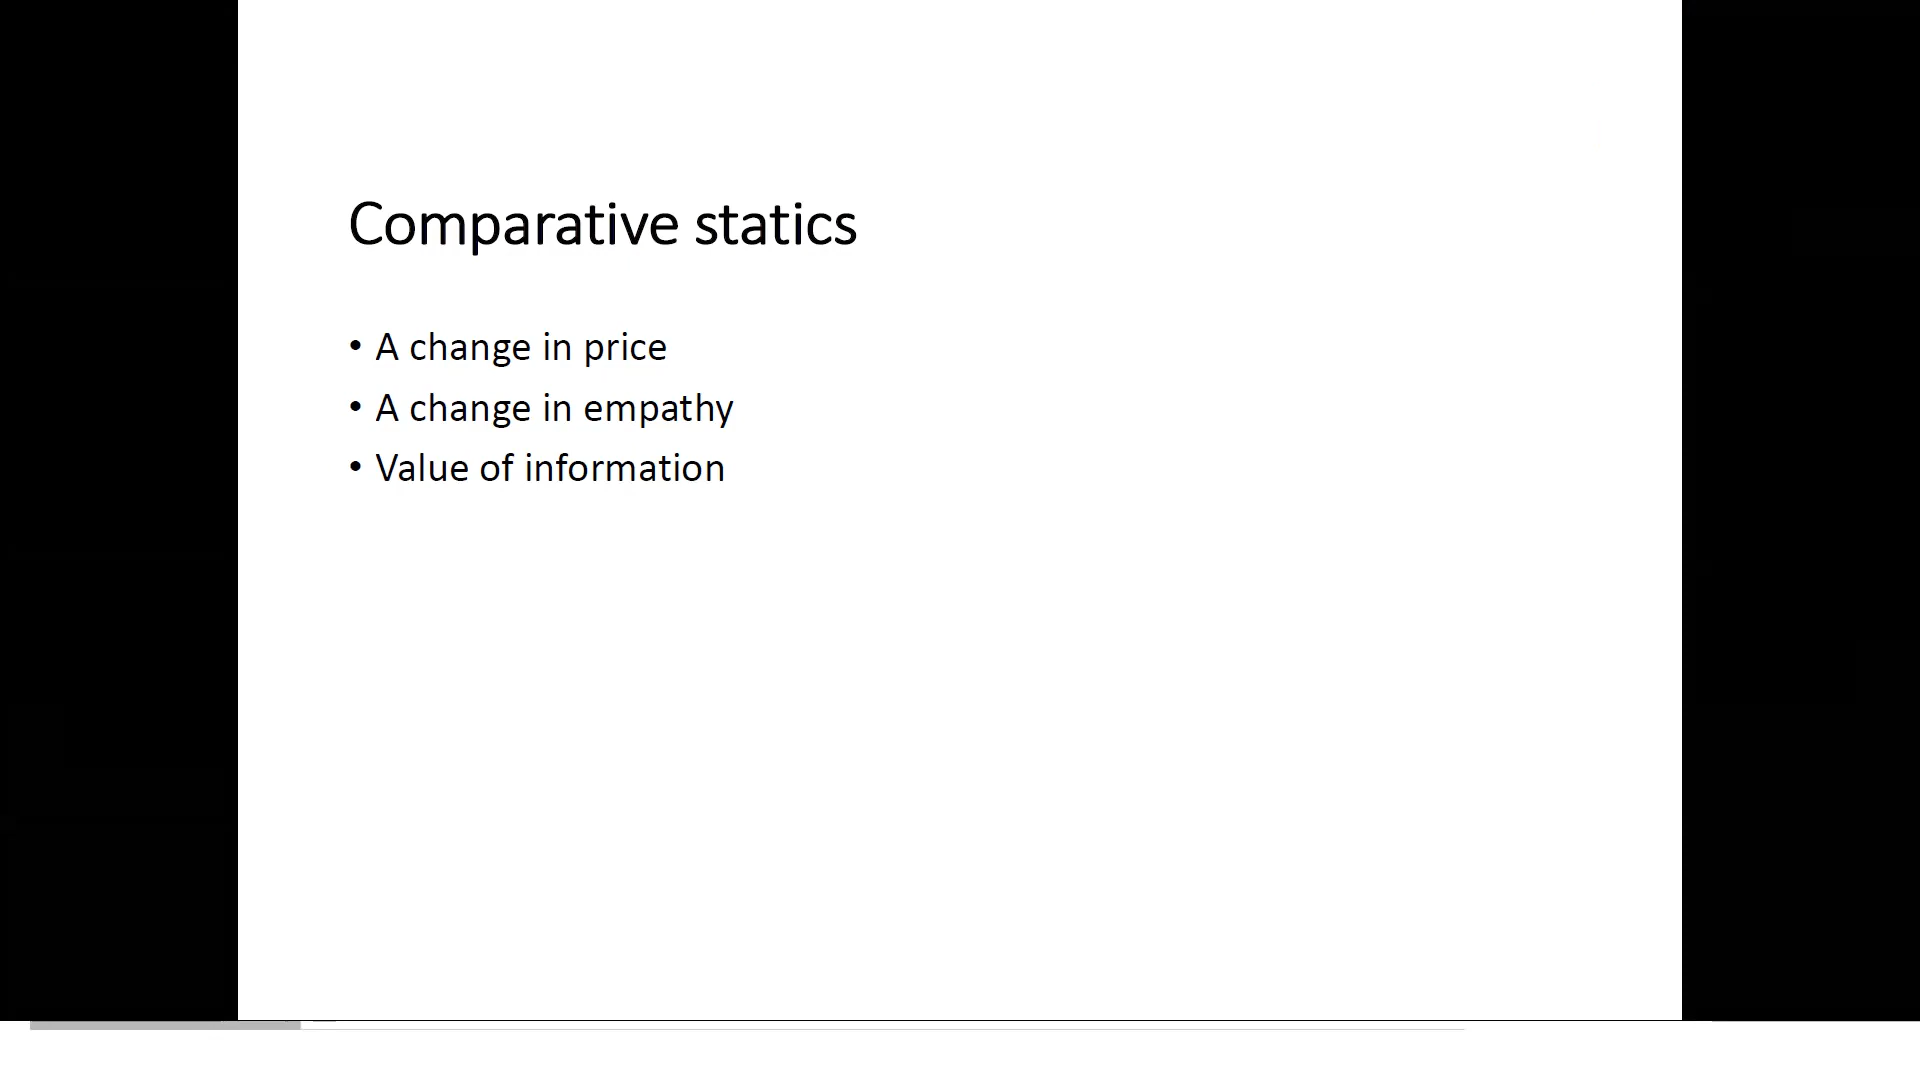 Comparative statics
• A change in price
• A change in empathy
• Value of information